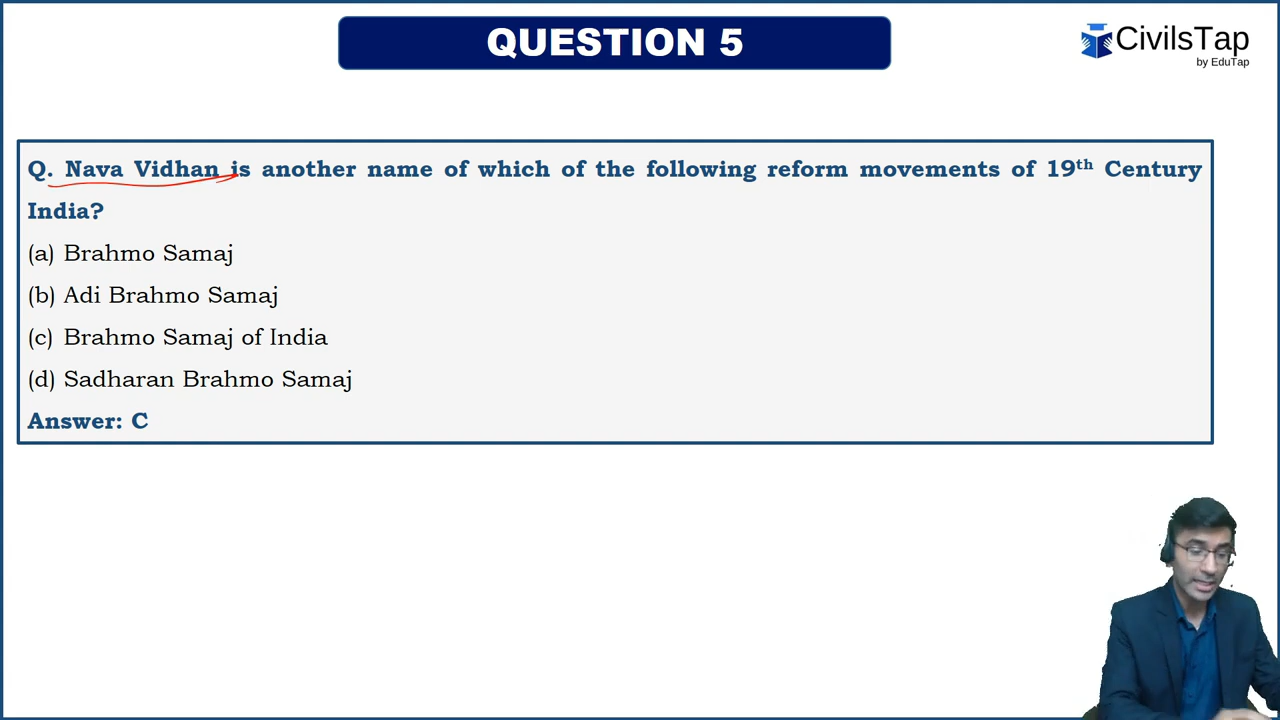 QUESTION 5
CivilsTap
by EduTap
Q. Nava Vidhan is another name of which of the following reform movements of 19th Century
India?
(a) Brahmo Samaj
(b) Adi Brahmo Samaj
(c) Brahmo Samaj of India
(d) Sadharan Brahmo Samaj
Answer: C